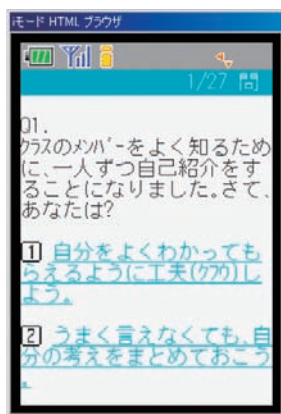 iモード HTML ブラウザ
1/27 問
Q1.
ｸﾗｽのﾒﾝﾊﾞｰをよく知るため
に、一人ずつ自己紹介をす
ることになりました。さて、
あなたは?
1 自分をよくわかっても
らえるように工夫(ｸﾌｳ)し
よう。
2 うまく言えなくても、自
分の考えをまとめておこう
。